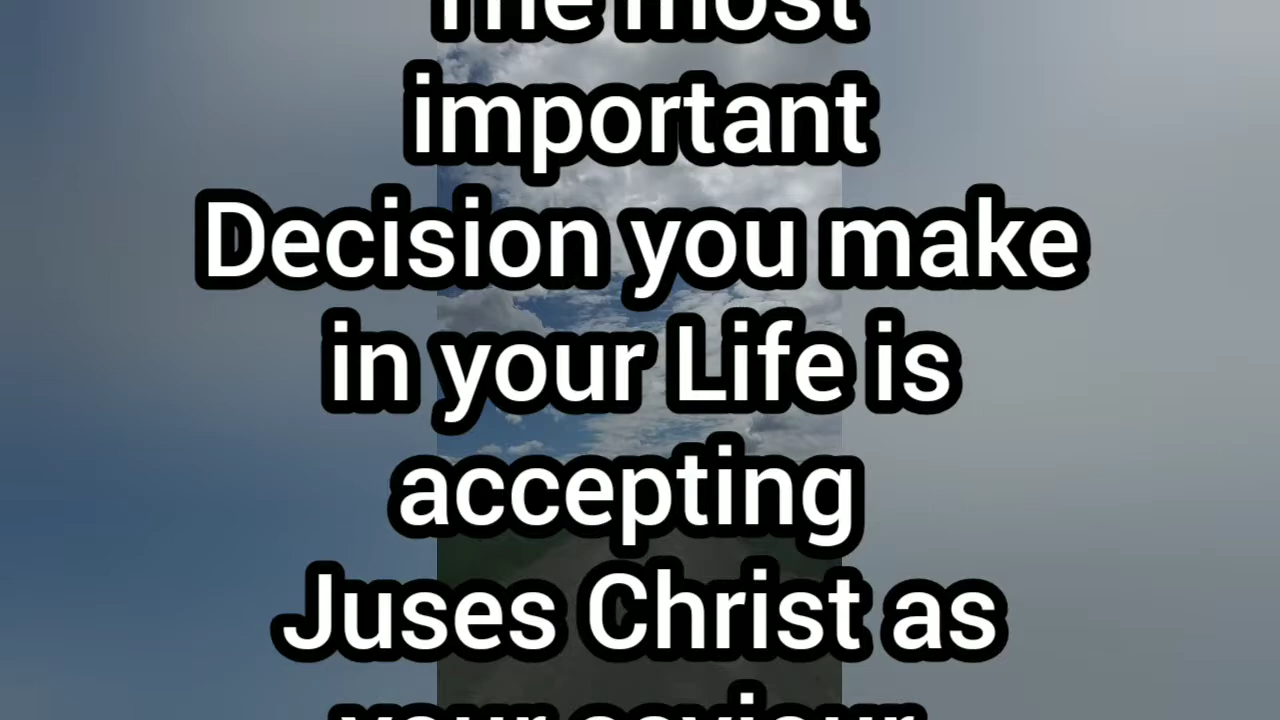 The most
important
Decision you make
in your Life is
accepting
Juses Christ as
your saviour